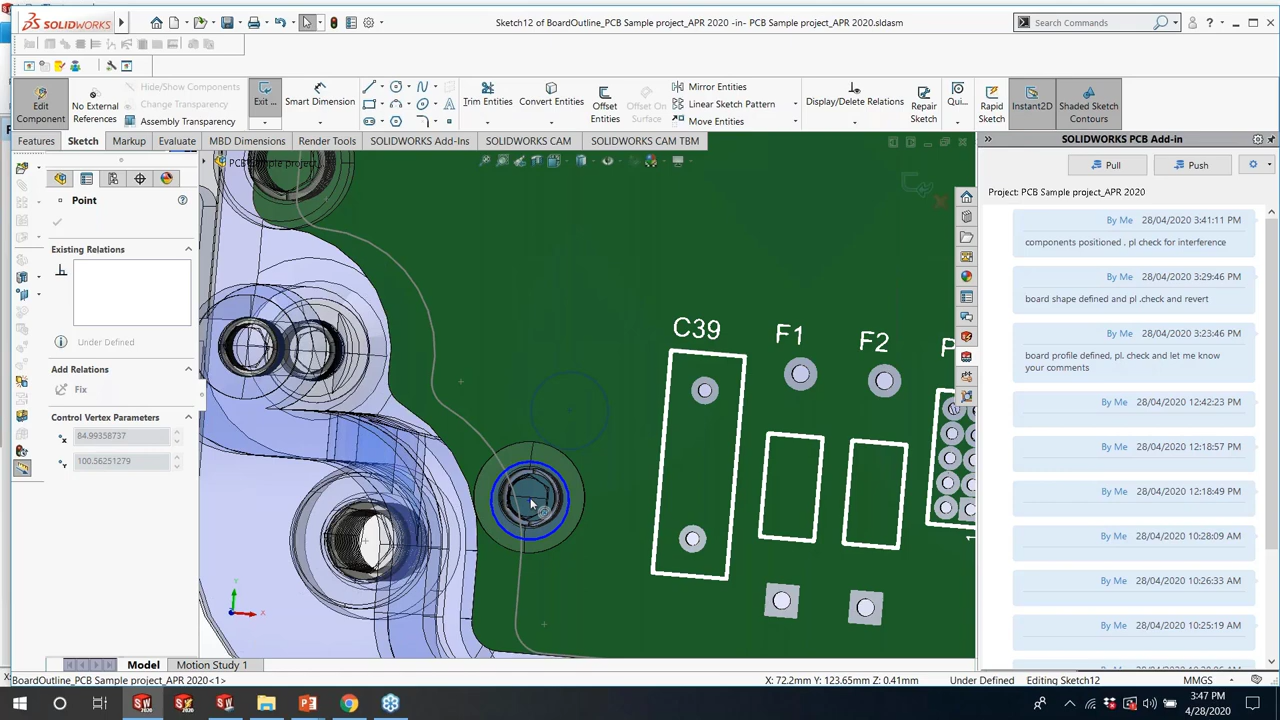 SOLIDWORKS
Sketch12 of BoardOutline_PCB Sample project_APR 2020 -in- PCB Sample project_APR 2020.sldasm
Search Commands
Edit Component
No External References
Hide/Show Components
Change Transparency
Assembly Transparency
Exit ...
Smart Dimension
Trim Entities
Convert Entities
Offset Entities
Offset On Surface
Mirror Entities
Linear Sketch Pattern
Move Entities
Display/Delete Relations
Repair Sketch
Qui...
Rapid Sketch
Instant2D
Shaded Sketch Contours
Features
Sketch
Markup
Evaluate
MBD Dimensions
Render Tools
SOLIDWORKS Add-Ins
SOLIDWORKS CAM
SOLIDWORKS CAM TBM
SOLIDWORKS PCB Add-in
PCB Sample project_
Pull
Push
Project: PCB Sample project_APR 2020
Point
Existing Relations
Under Defined
Add Relations
Fix
Control Vertex Parameters
84.99358737
100.56251279
C39
F1
F2
P
1
By Me 28/04/2020 3:41:11 PM
components positioned , pl check for interference
By Me 28/04/2020 3:29:46 PM
board shape defined and pl .check and revert
By Me 28/04/2020 3:23:46 PM
board profile defined, pl. check and let me know your comments
By Me 28/04/2020 12:42:23 PM
By Me 28/04/2020 12:18:57 PM
By Me 28/04/2020 12:18:49 PM
By Me 28/04/2020 10:28:09 AM
By Me 28/04/2020 10:26:33 AM
By Me 28/04/2020 10:25:19 AM
Model
Motion Study 1
BoardOutline_PCB Sample project_APR 2020<1>
X: 72.2mm Y: 123.65mm Z: 0.41mm
Under Defined
Editing Sketch12
MMGS
3:47 PM
4/28/2020